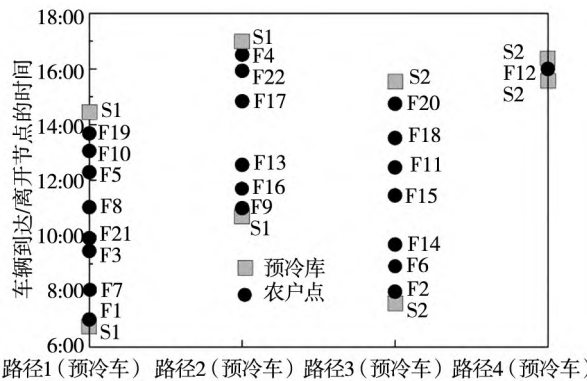 车辆到达/离开节点的时间
18:00
16:00
14:00
12:00
10:00
8:00
6:00
S1
F19
F10
F5
F8
F21
F3
F7
F1
S1
S1
F4
F22
F17
F13
F16
F9
S1
S2
F20
F18
F11
F15
F14
F6
F2
S2
S2
F12
S2
预冷库
农户点
路径1（预冷车） 路径2（预冷车） 路径3（预冷车） 路径4（预冷车）